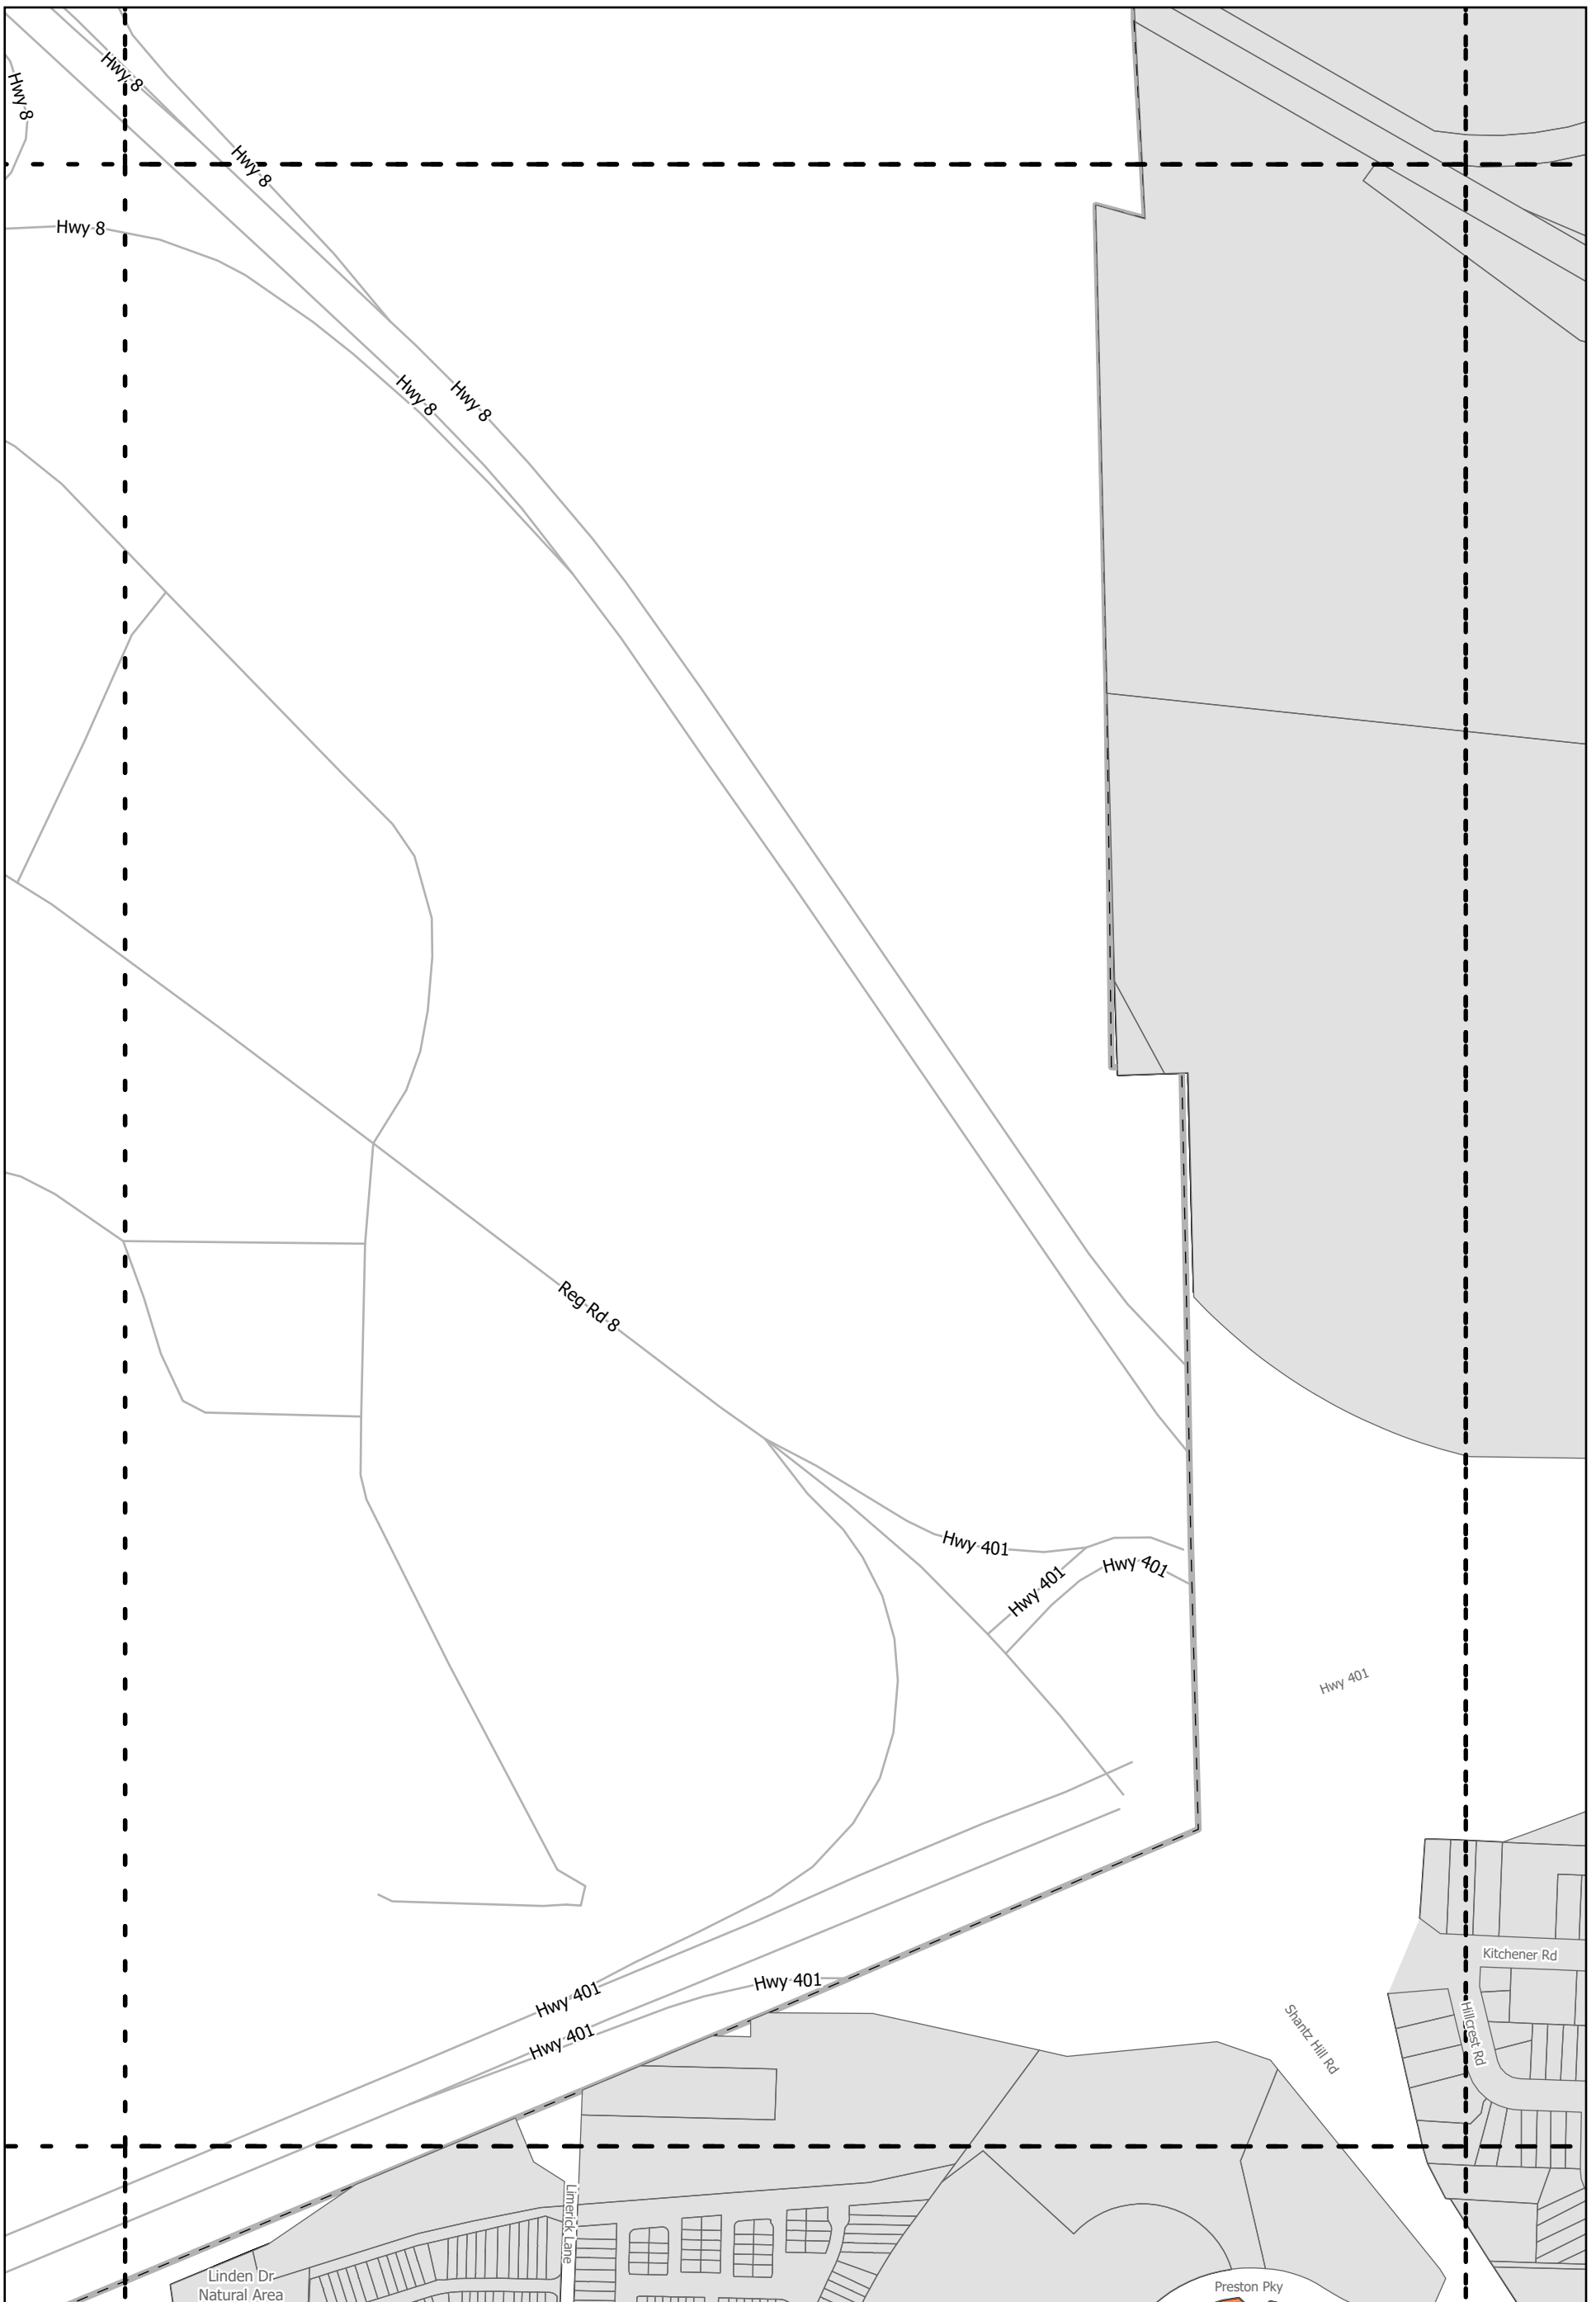 Hwy 8
Hwy 8
Hwy 8
Hwy 8
Hwy 8
Hwy 8
Reg Rd 8
Hwy 401
Hwy 401
Hwy 401
Hwy 401
Kitchener Rd
Hwy 401
Hwy 401
Hwy 401
Shantz Hill Rd
Hillcrest Rd
Limerick Lane
Linden Dr
Natural Area
Preston Pky